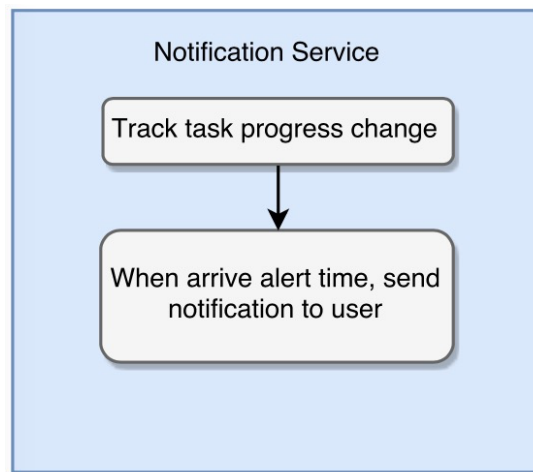 Notification Service
Track task progress change
When arrive alert time, send
notification to user